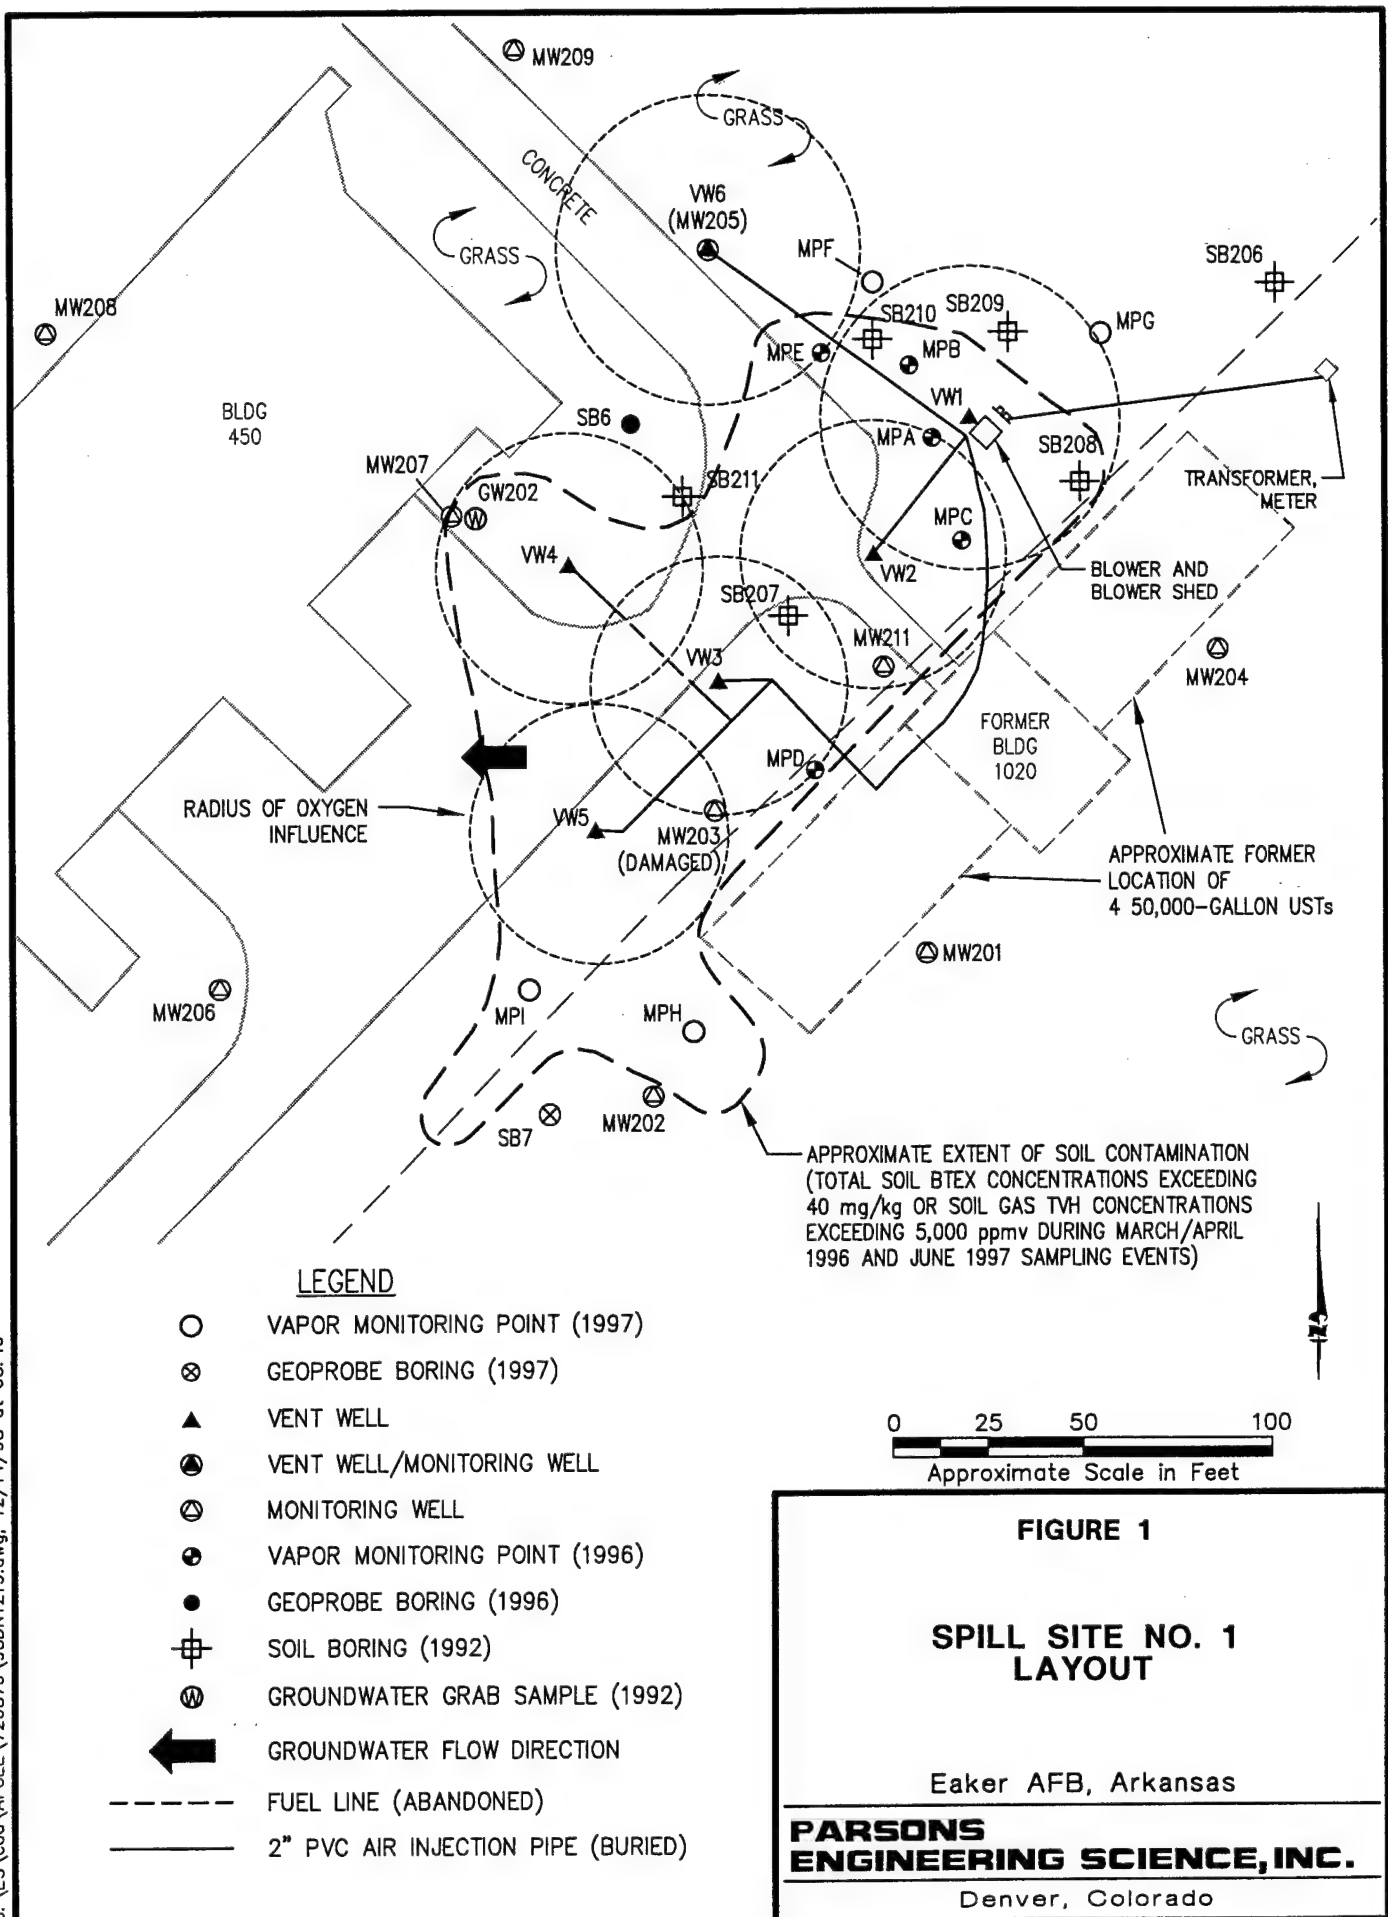 MW209
GRASS
CONCRETE
VW6
(MW205)
MPF
GRASS
SB206
MW208
SB210
SB209
MPG
MPE
MPB
BLDG
450
SB6
VW1
MPA
MW207
GW202
SB211
SB208
TRANSFORMER,
METER
MPC
VW4
VW2
BLOWER AND
BLOWER SHED
SB207
MW211
VW3
MW204
FORMER
BLDG
1020
MPD
RADIUS OF OXYGEN
INFLUENCE
VW5
MW203
(DAMAGED)
APPROXIMATE FORMER
LOCATION OF
4 50,000-GALLON USTs
MW201
MW206
MPI
MPH
GRASS
SB7
MW202
APPROXIMATE EXTENT OF SOIL CONTAMINATION
(TOTAL SOIL BTEX CONCENTRATIONS EXCEEDING
40 mg/kg OR SOIL GAS TVH CONCENTRATIONS
EXCEEDING 5,000 ppmv DURING MARCH/APRIL
1996 AND JUNE 1997 SAMPLING EVENTS)
LEGEND
VAPOR MONITORING POINT (1997)
GEOPROBE BORING (1997)
VENT WELL
VENT WELL/MONITORING WELL
MONITORING WELL
VAPOR MONITORING POINT (1996)
GEOPROBE BORING (1996)
SOIL BORING (1992)
W GROUNDWATER GRAB SAMPLE (1992)
GROUNDWATER FLOW DIRECTION
FUEL LINE (ABANDONED)
2" PVC AIR INJECTION PIPE (BURIED)
0 25 50 100
Approximate Scale in Feet
FIGURE 1
SPILL SITE NO. 1
LAYOUT
Eaker AFB, Arkansas
PARSONS
ENGINEERING SCIENCE, INC.
Denver, Colorado